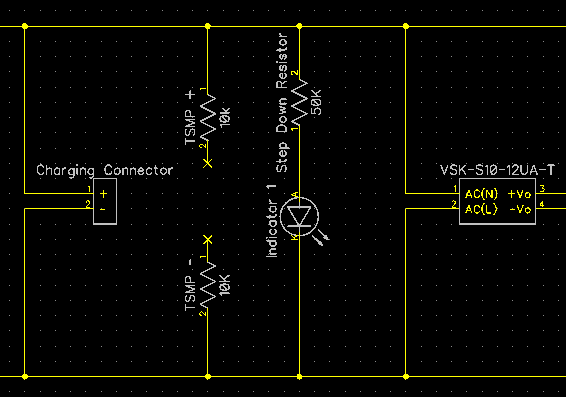 Charging Connector
1
+
2
-
TSMP +
1
10k
2
TSMP -
1
10K
2
Step Down Resistor
2
50K
1
Indicator 1
A
K
VSK-S10-12UA-T
1 AC(N) +Vo 3
2 AC(L) -Vo 4